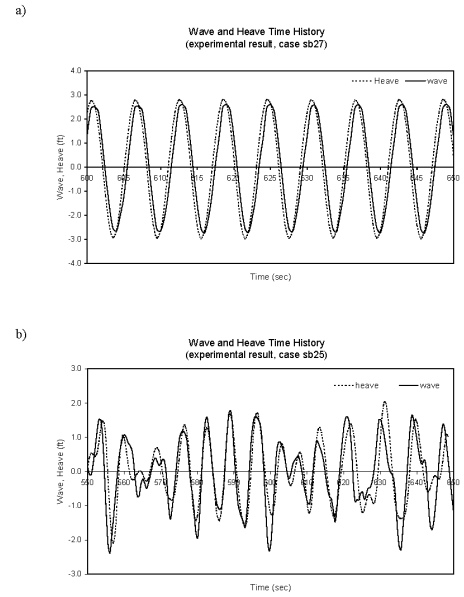 a)
Wave and Heave Time History
(experimental result, case sb27)
4.0
Heave
wave
3.0
2.0
1.0
0.0
600 605 610 615 620 625 630 635 640 645 650
-1.0
-2.0
-3.0
-4.0
Wave, Heave (ft)
Time (sec)
b)
Wave and Heave Time History
(experimental result, case sb25)
3.0
heave
wave
2.0
1.0
0.0
550 560 570 580 590 600 610 620 630 640 650
-1.0
-2.0
-3.0
Wave, Heave (ft)
Time (sec)